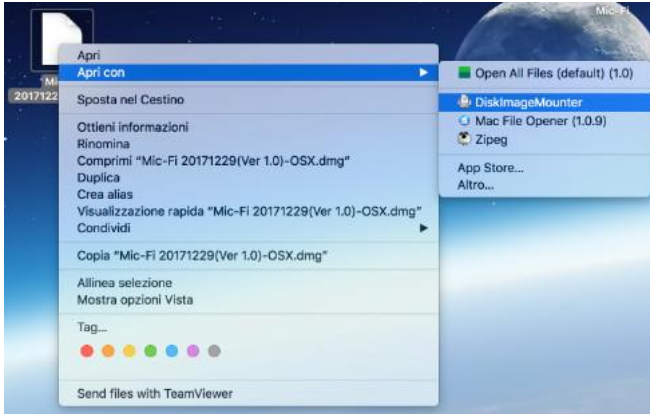 Mic-Fi
Mi
2017122
Apri
Apri con
Sposta nel Cestino
Ottieni informazioni
Rinomina
Comprimi “Mic-Fi 20171229(Ver 1.0)-OSX.dmg”
Duplica
Crea alias
Visualizzazione rapida “Mic-Fi 20171229(Ver 1.0)-OSX.dmg”
Condividi
Copia “Mic-Fi 20171229(Ver 1.0)-OSX.dmg”
Allinea selezione
Mostra opzioni Vista
Tag...
Send files with TeamViewer
Open All Files (default) (1.0)
DiskImageMounter
Mac File Opener (1.0.9)
Zipeg
App Store...
Altro...